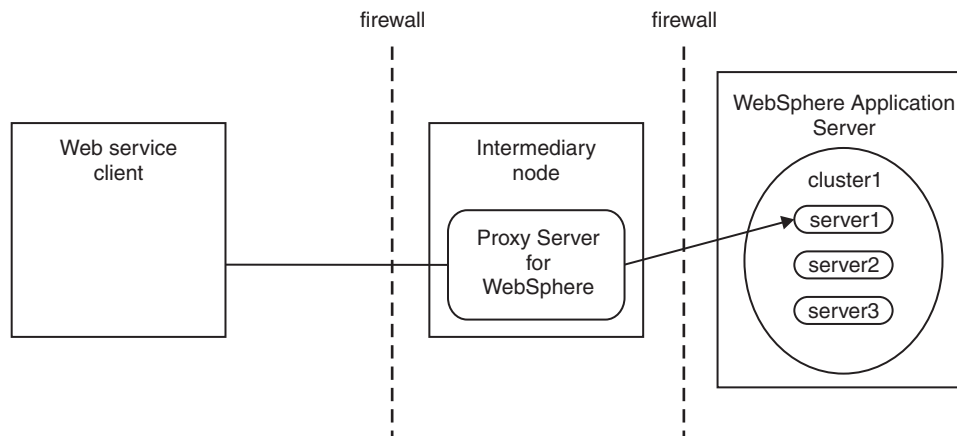 firewall
firewall
Web service
client
Intermediary
node
Proxy Server
for
WebSphere
WebSphere Application
Server
cluster1
server1
server2
server3